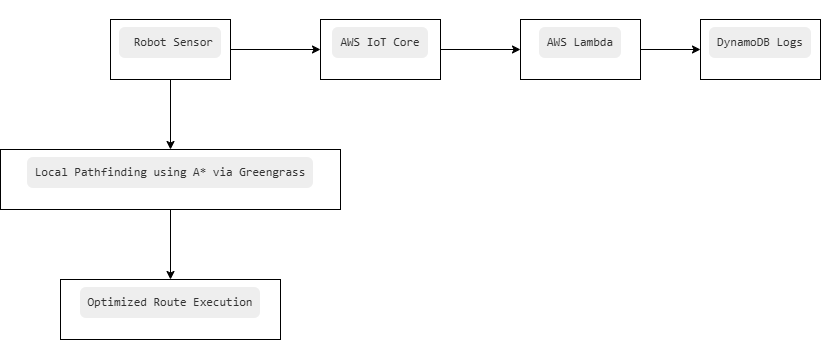 Robot Sensor
AWS IoT Core
AWS Lambda
DynamoDB Logs
Local Pathfinding using A* via Greengrass
Optimized Route Execution